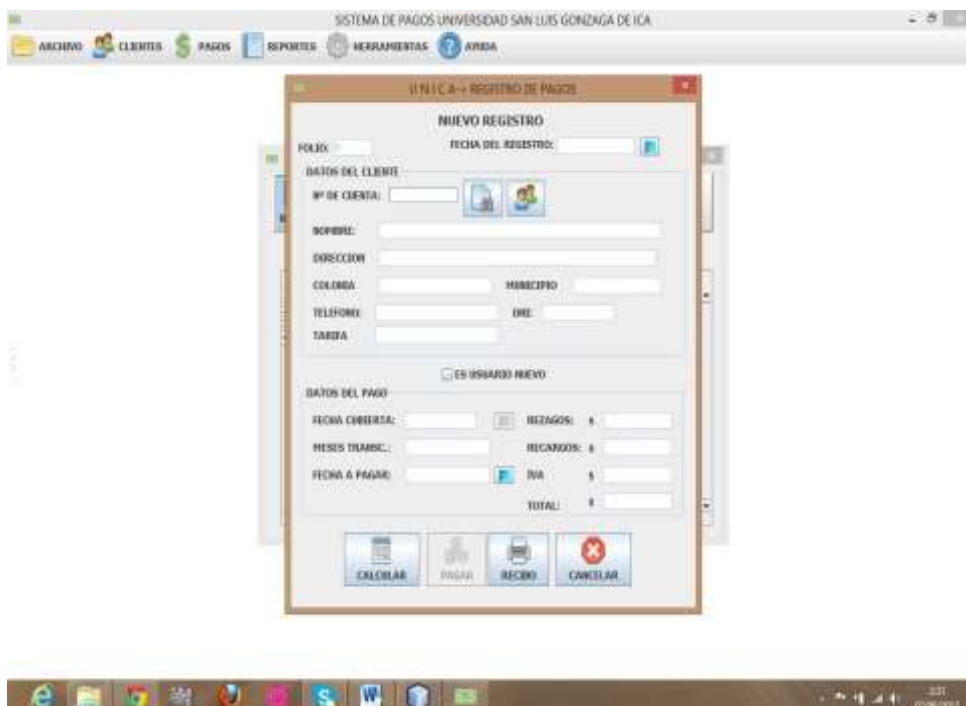 SISTEMA DE PAGOS UNIVERSIDAD SAN LUIS GONZAGA DE ICA
ARCHIVO CLIENTES PAGOS REPORTES HERRAMIENTAS AYUDA
U N I C A-> REGISTRO DE PAGOS
NUEVO REGISTRO
FOLIO: FECHA DEL REGISTRO:
DATOS DEL CLIENTE
Nº DE CUENTA:
NOMBRE:
DIRECCION
COLONIA MUNICIPIO
TELEFONO: DNI:
TARIFA
ES USUARIO NUEVO
DATOS DEL PAGO
FECHA CUBIERTA: REZAGOS: $
MESES TRANSC.: RECARGOS: $
FECHA A PAGAR: IVA $
TOTAL: $
CALCULAR PAGAR RECIBO CANCELAR